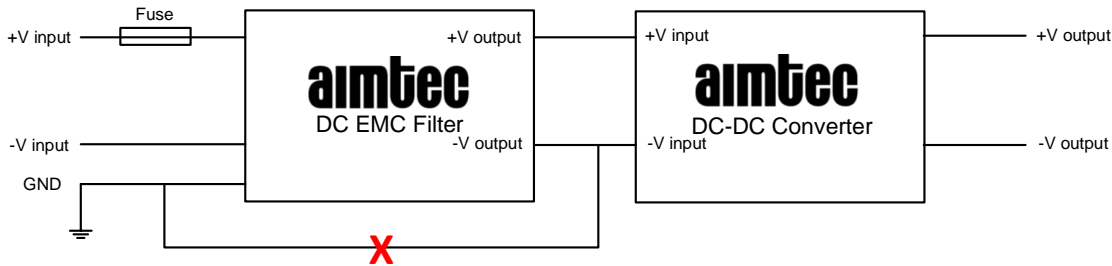 Fuse
+V input
+V output
+V input
+V output
aimtec
DC EMC Filter
aimtec
DC-DC Converter
-V input
-V output
-V input
-V output
GND
X